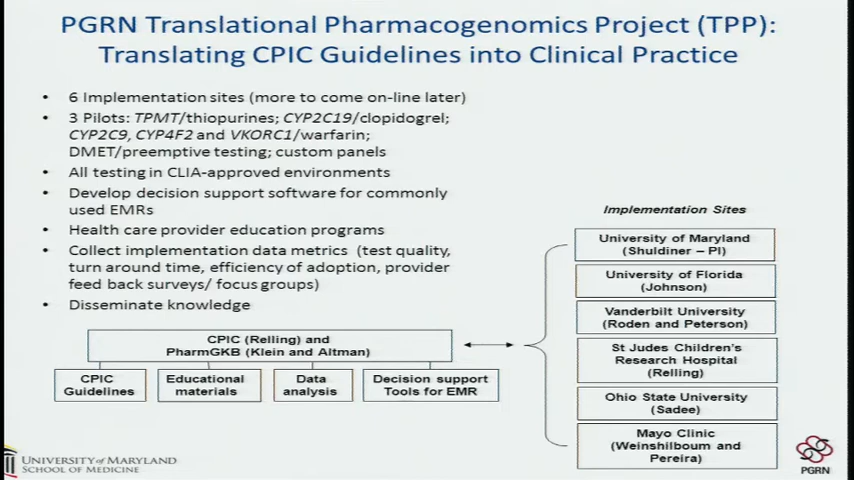 PGRN Translational Pharmacogenomics Project (TPP):
Translating CPIC Guidelines into Clinical Practice
• 6 Implementation sites (more to come on-line later)
• 3 Pilots: TPMT/thiopurines; CYP2C19/clopidogrel;
CYP2C9, CYP4F2 and VKORC1/warfarin;
DMET/preemptive testing; custom panels
• All testing in CLIA-approved environments
• Develop decision support software for commonly
used EMRs
• Health care provider education programs
• Collect implementation data metrics (test quality,
turn around time, efficiency of adoption, provider
feed back surveys/ focus groups)
• Disseminate knowledge
CPIC (Relling) and
PharmGKB (Klein and Altman)
CPIC
Guidelines
Educational
materials
Data
analysis
Decision support
Tools for EMR
Implementation Sites
University of Maryland
(Shuldiner – PI)
University of Florida
(Johnson)
Vanderbilt University
(Roden and Peterson)
St Judes Children's
Research Hospital
(Relling)
Ohio State University
(Sadee)
Mayo Clinic
(Weinshilboum and
Pereira)
UNIVERSITY of MARYLAND
SCHOOL OF MEDICINE
PGRN